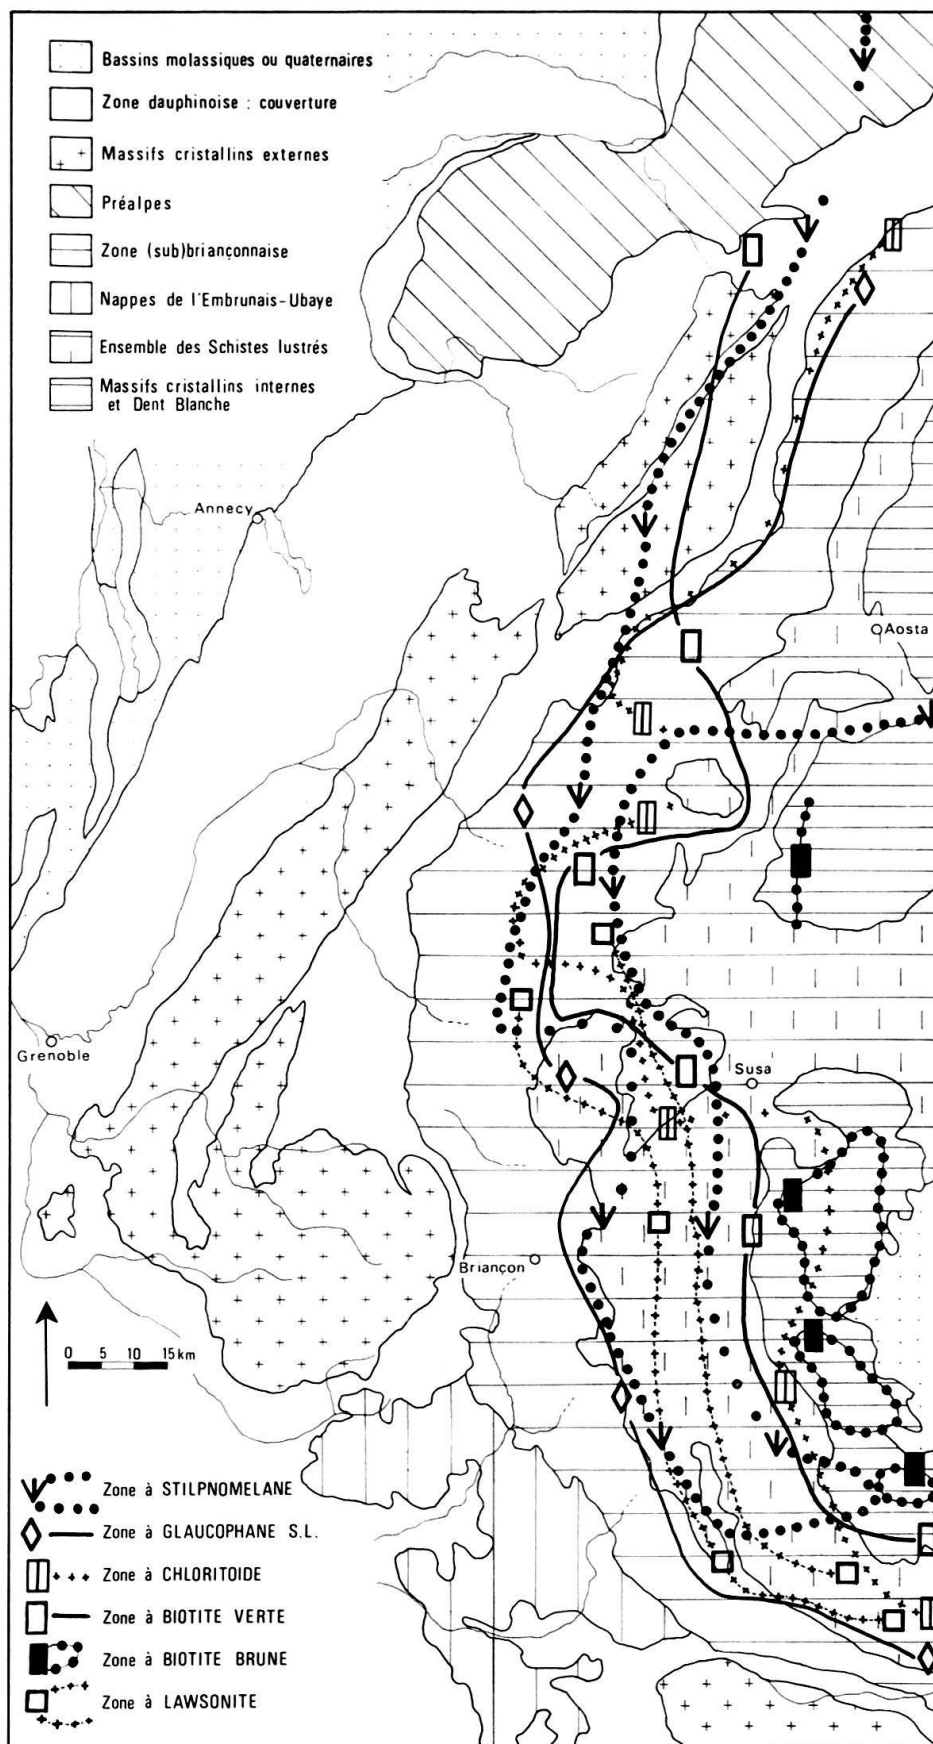 Bassins molassiques ou quaternaires
Zone dauphinoise : couverture
Massifs cristallins externes
Préalpes
Zone (sub)briançonnaise
Nappes de l'Embrunais-Ubaye
Ensemble des Schistes lustrés
Massifs cristallins internes
et Dent Blanche
Annecy
Aosta
Grenoble
Susa
Briançon
0 5 10 15 km
Zone à STILPNOMELANE
Zone à GLAUCOPHANE S.L.
Zone à CHLORITOIDE
Zone à BIOTITE VERTE
Zone à BIOTITE BRUNE
Zone à LAWSONITE